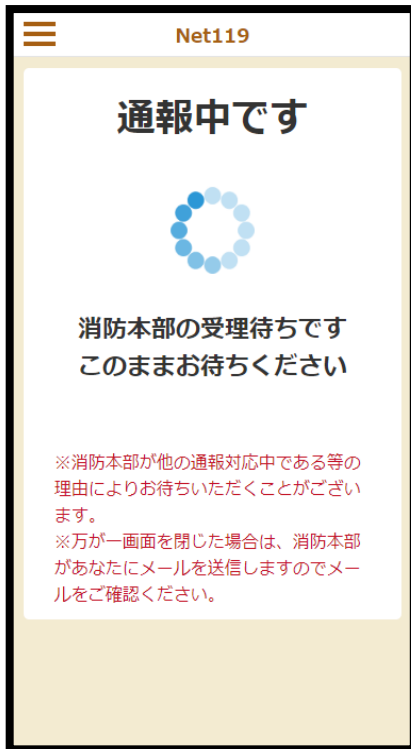 Net119
通報中です
消防本部の受理待ちです
このままお待ちください
※消防本部が他の通報対応中である等の
理由によりお待ちいただくことがござい
ます。
※万が一画面を閉じた場合は、消防本部
があなたにメールを送信しますのでメー
ルをご確認ください。